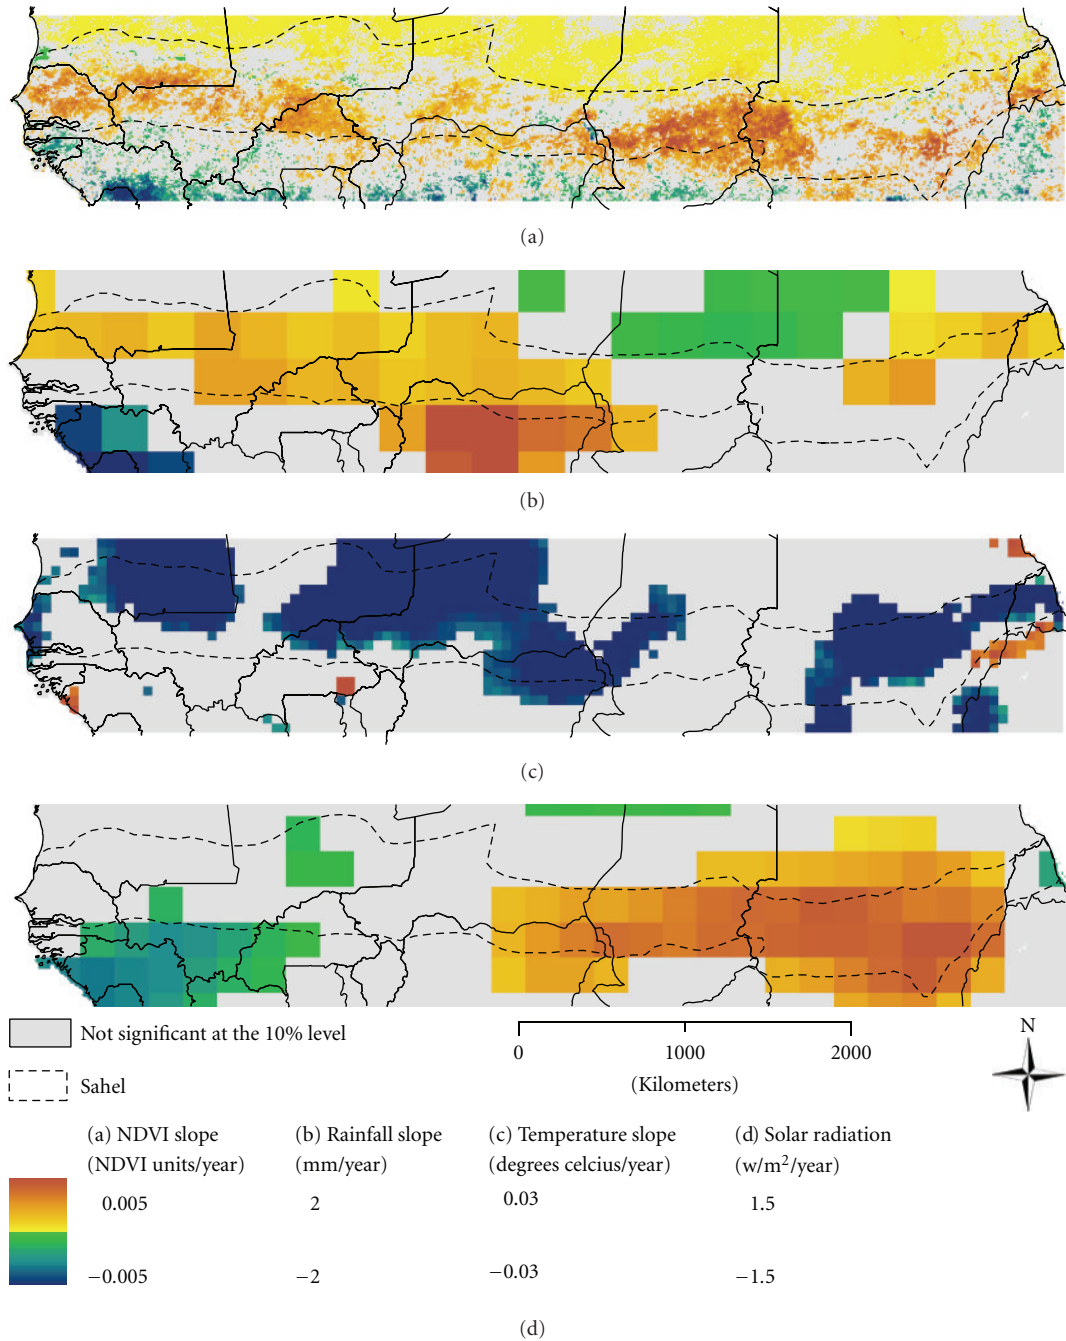 (a)
(b)
(c)
Not significant at the 10% level
Sahel
0 1000 2000
(Kilometers)
N
(a) NDVI slope
(NDVI units/year)
(b) Rainfall slope
(mm/year)
(c) Temperature slope
(degrees celcius/year)
(d) Solar radiation
(w/m²/year)
0.005 2 0.03 1.5
−0.005 −2 −0.03 −1.5
(d)